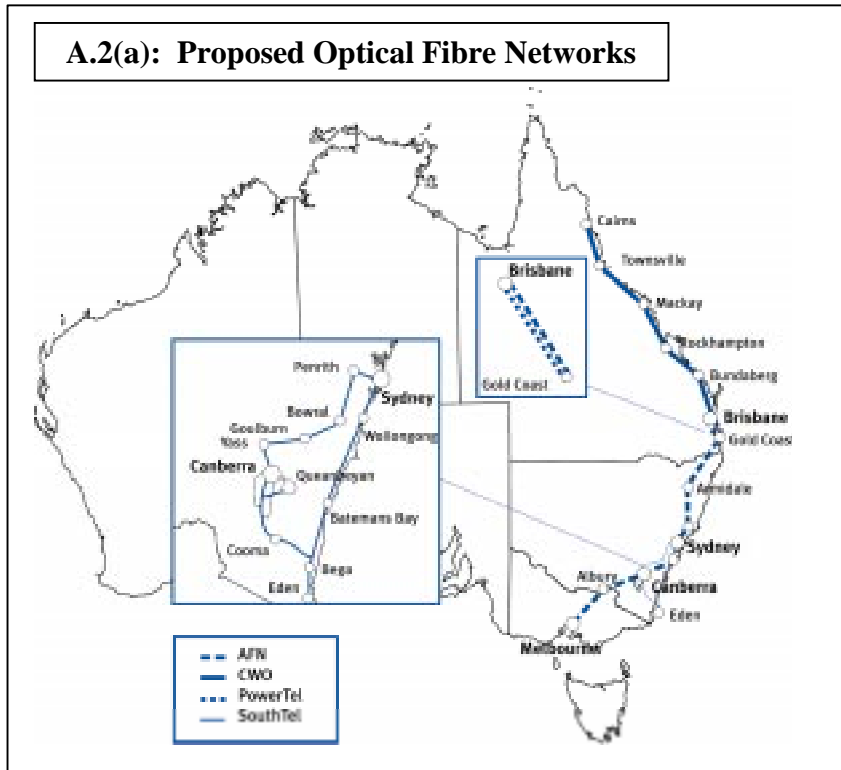 A.2(a): Proposed Optical Fibre Networks
Cairns
Townsville
Mackay
Rockhampton
Bundaberg
Brisbane
Gold Coast
Armidale
Sydney
Canberra
Albury
Eden
Melbourne
Brisbane
Gold Coast
Penrith
Sydney
Bowral
Wollongong
Goulburn
Yass
Canberra
Queanbeyan
Batemans Bay
Cooma
Bega
Eden
AFN
CWO
PowerTel
SouthTel